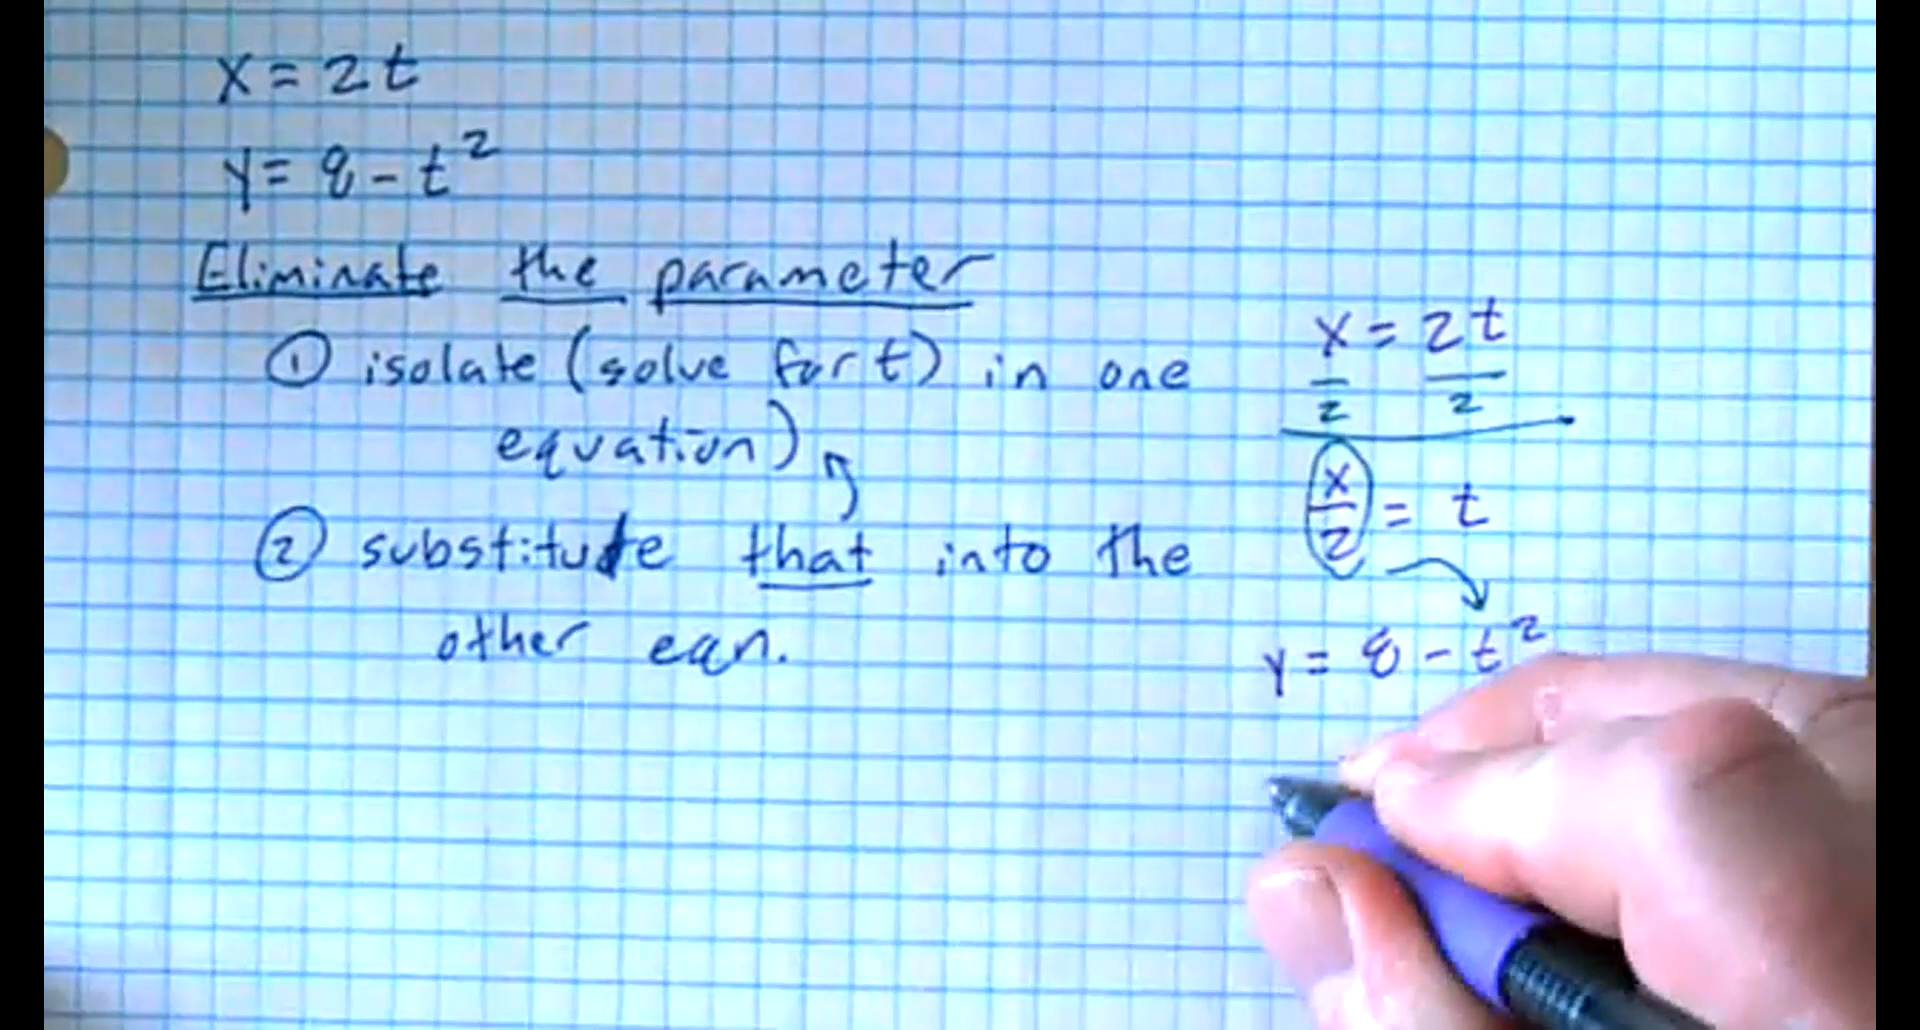 x = 2t
y = 8 - t²
Eliminate the parameter
① isolate (solve for t) in one
equation)
② substitute that into the
other eqn.
x = 2t
2 2
x/2 = t
y = 8 - t²